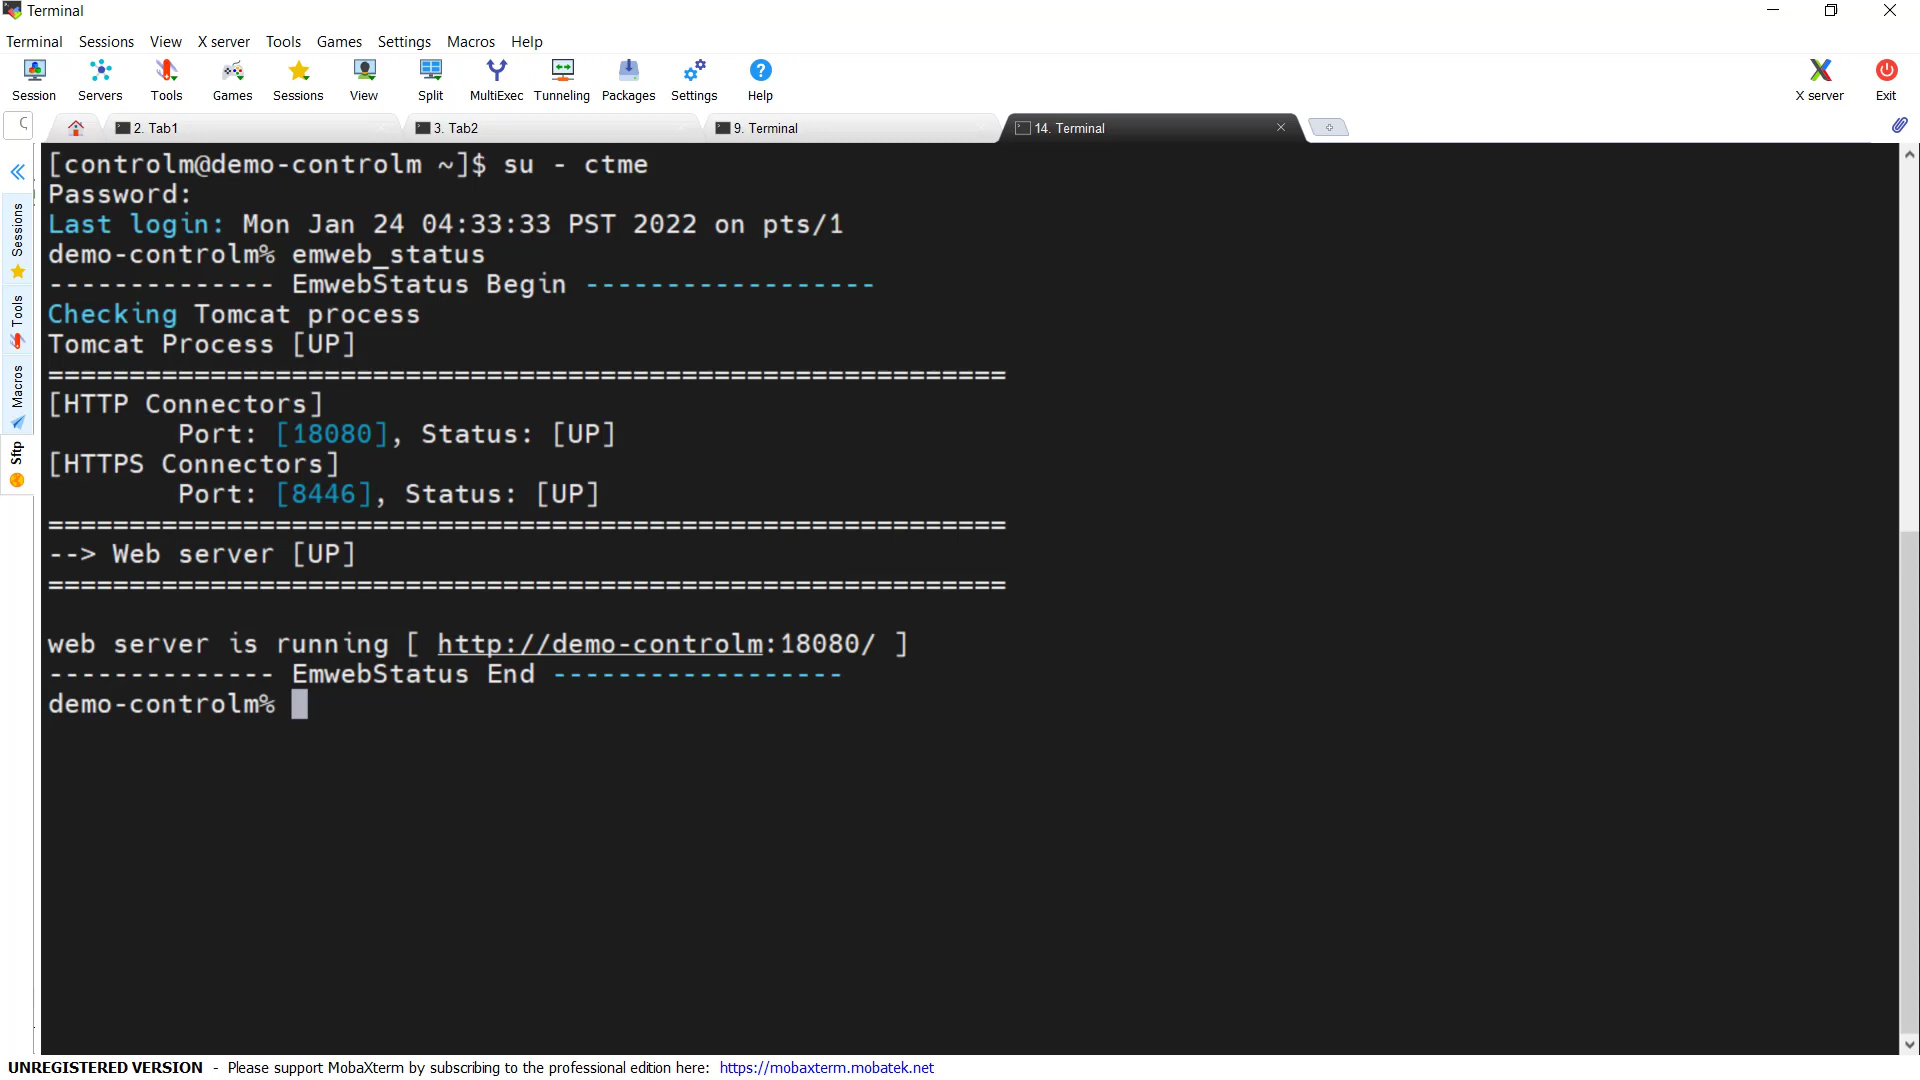 Terminal
Terminal Sessions View X server Tools Games Settings Macros Help
Session Servers Tools Games Sessions View Split MultiExec Tunneling Packages Settings Help X server Exit
2. Tab1 3. Tab2 9. Terminal 14. Terminal
Sessions
Tools
Macros
Sftp
[controlm@demo-controlm ~]$ su - ctme
Password:
Last login: Mon Jan 24 04:33:33 PST 2022 on pts/1
demo-controlm% emweb_status
-------------- EmwebStatus Begin ------------------
Checking Tomcat process
Tomcat Process [UP]
===========================================================
[HTTP Connectors]
        Port: [18080], Status: [UP]
[HTTPS Connectors]
        Port: [8446], Status: [UP]
===========================================================
--> Web server [UP]
===========================================================
web server is running [ http://demo-controlm:18080/ ]
-------------- EmwebStatus End ------------------
demo-controlm%
UNREGISTERED VERSION - Please support MobaXterm by subscribing to the professional edition here: https://mobaxterm.mobatek.net